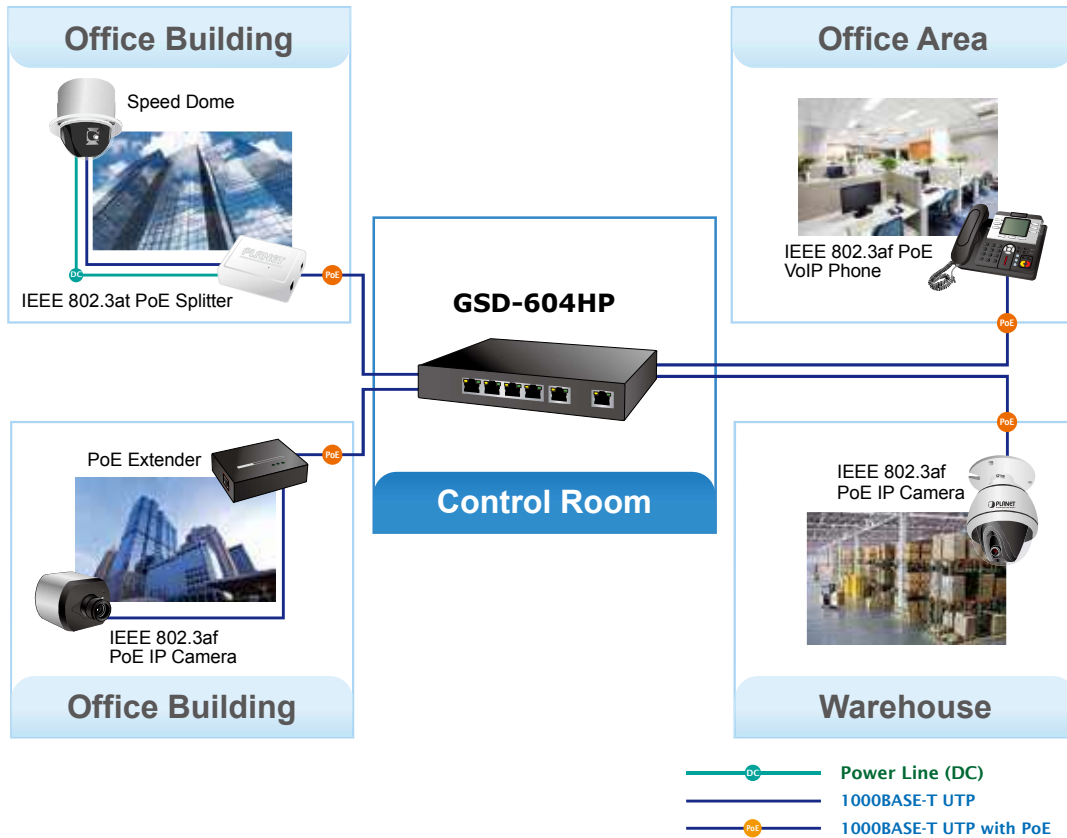 Office Building
Speed Dome
PLANET
DC
PoE
IEEE 802.3at PoE Splitter
Office Area
IEEE 802.3af PoE
VoIP Phone
PoE
GSD-604HP
Control Room
PoE Extender
PoE
IEEE 802.3af
PoE IP Camera
Office Building
PoE
IEEE 802.3af
PoE IP Camera
PLANET
Warehouse
DC
Power Line (DC)
1000BASE-T UTP
PoE
1000BASE-T UTP with PoE